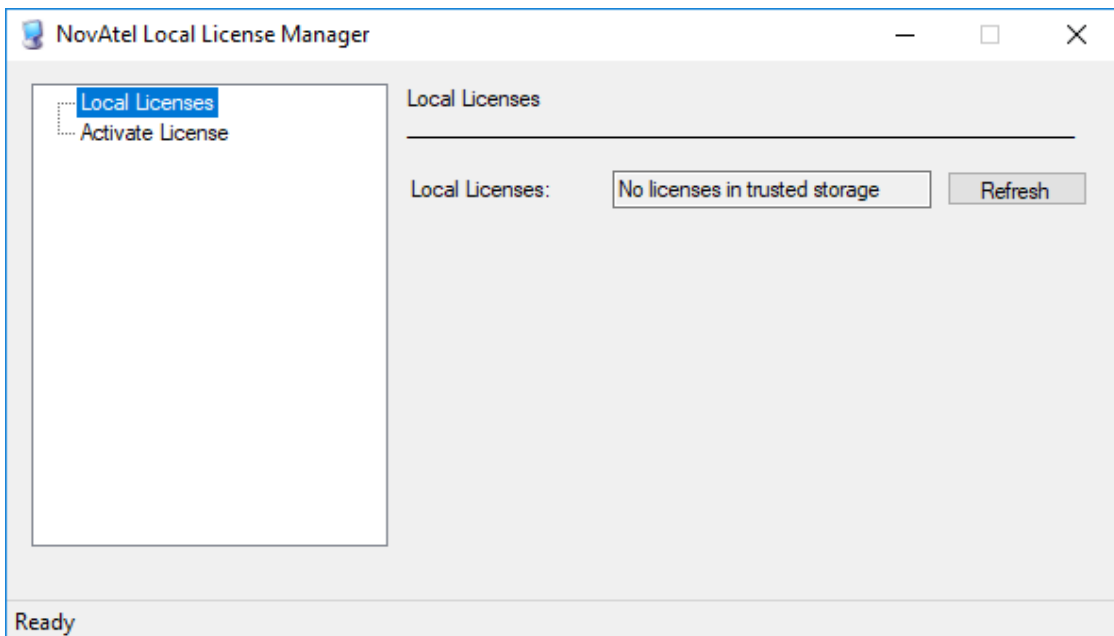 NovAtel Local License Manager
Local Licenses
Activate License
Local Licenses
Local Licenses: No licenses in trusted storage Refresh
Ready